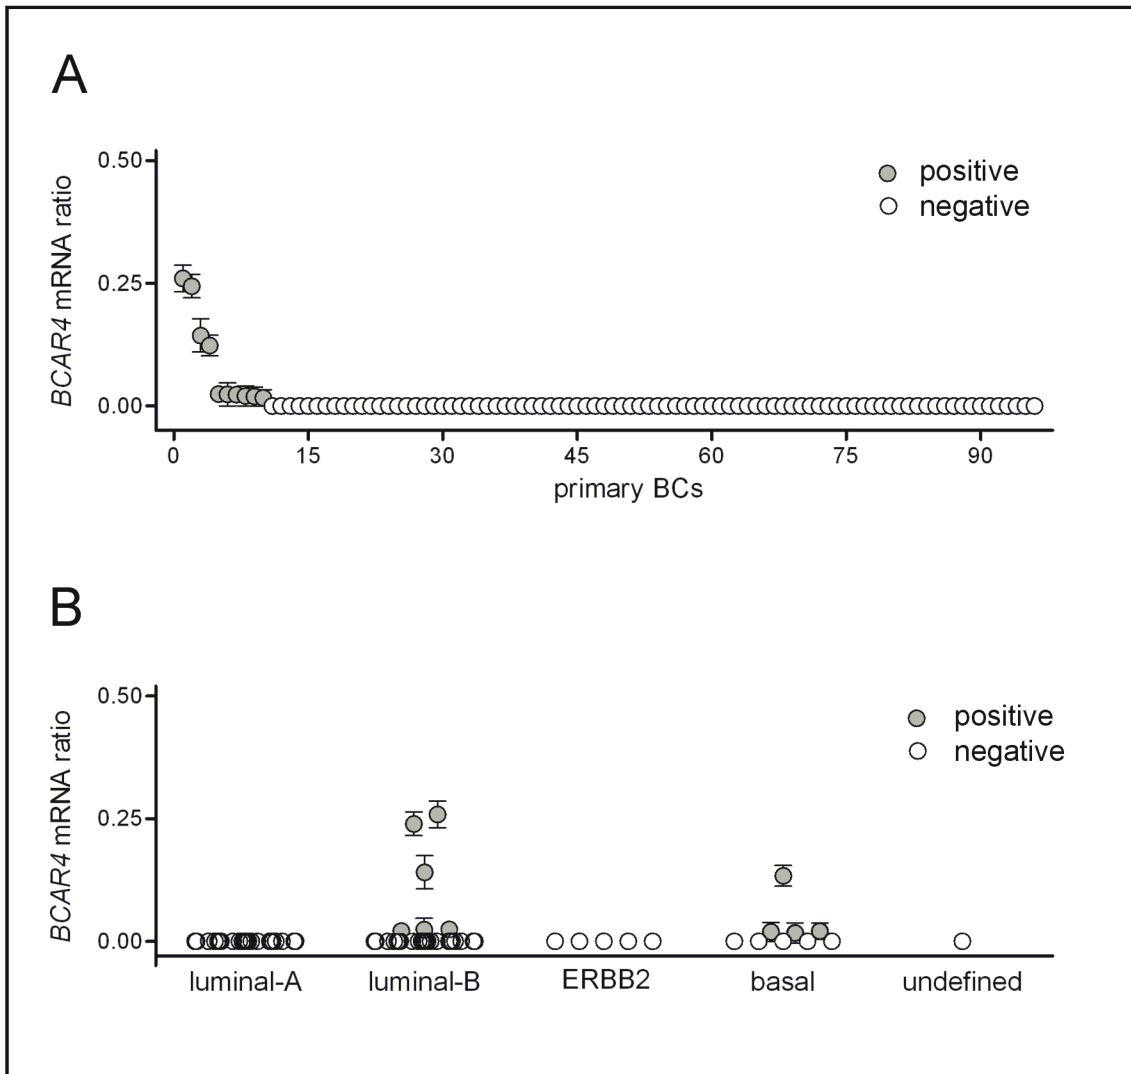 A
0.50
0.25
0.00
BCAR4 mRNA ratio
positive
negative
0 15 30 45 60 75 90
primary BCs
B
0.50
0.25
0.00
BCAR4 mRNA ratio
positive
negative
luminal-A luminal-B ERBB2 basal undefined